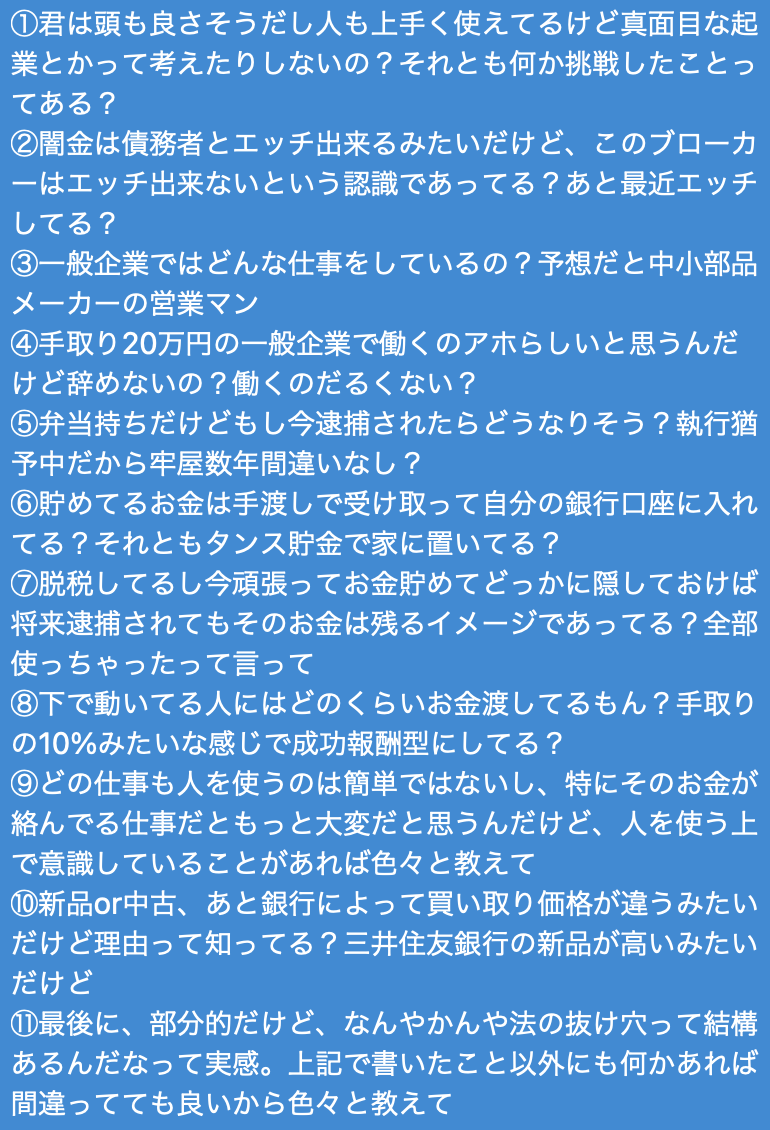 ①君は頭も良さそうだし人も上手く使えてるけど真面目な起
業とかって考えたりしないの？それとも何か挑戦したことっ
てある？
②闇金は債務者とエッチ出来るみたいだけど、このブローカ
ーはエッチ出来ないという認識であってる？あと最近エッチ
してる？
③一般企業ではどんな仕事をしているの？予想だと中小部品
メーカーの営業マン
④手取り20万円の一般企業で働くのアホらしいと思うんだ
けど辞めないの？働くのだるくない？
⑤弁当持ちだけどもし今逮捕されたらどうなりそう？執行猶
予中だから牢屋数年間違いなし？
⑥貯めてるお金は手渡しで受け取って自分の銀行口座に入れ
てる？それともタンス貯金で家に置いてる？
⑦脱税してるし今頑張ってお金貯めてどっかに隠しておけば
将来逮捕されてもそのお金は残るイメージであってる？全部
使っちゃったって言って
⑧下で動いてる人にはどのくらいお金渡してるもん？手取り
の10%みたいな感じで成功報酬型にしてる？
⑨どの仕事も人を使うのは簡単ではないし、特にそのお金が
絡んでる仕事だともっと大変だと思うんだけど、人を使う上
で意識していることがあれば色々と教えて
⑩新品or中古、あと銀行によって買い取り価格が違うみたい
だけど理由って知ってる？三井住友銀行の新品が高いみたい
だけど
⑪最後に、部分的だけど、なんやかんや法の抜け穴って結構
あるんだなって実感。上記で書いたこと以外にも何かあれば
間違ってても良いから色々と教えて